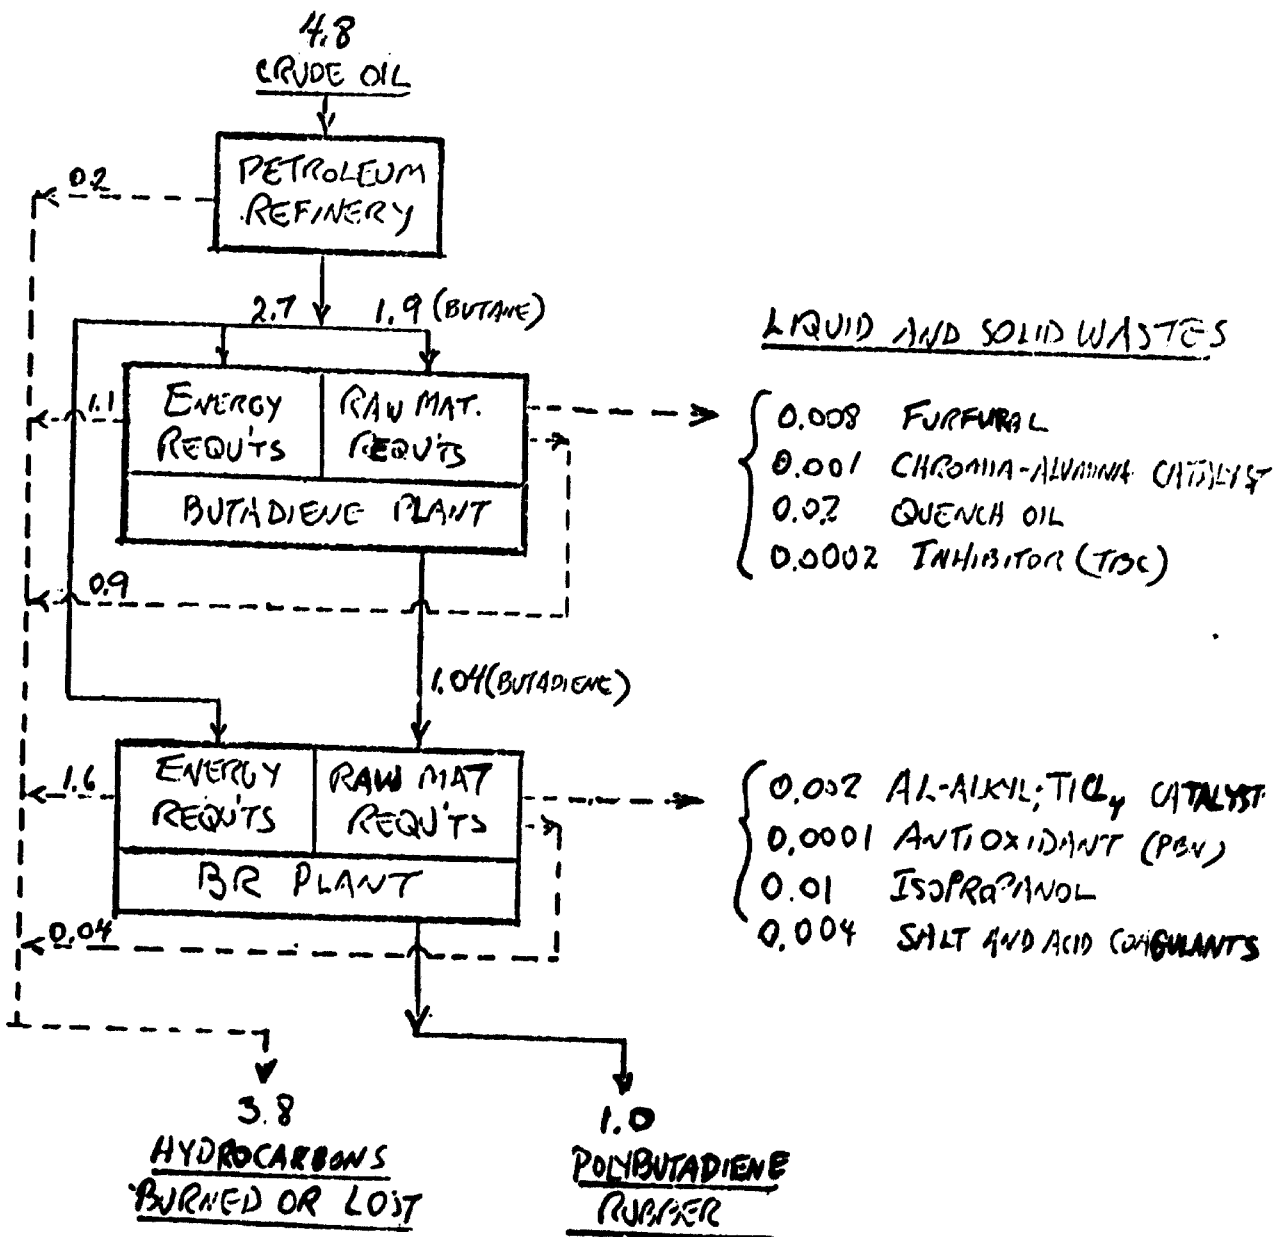 4.8
CRUDE OIL
PETROLEUM
REFINERY
0.2
2.7
1.9 (BUTANE)
LIQUID AND SOLID WASTES
ENERGY
REQU'TS
RAW MAT.
REQU'TS
BUTADIENE PLANT
1.1
0.9
0.008 FURFURAL
0.001 CHROMIA-ALUMINA CATALYST
0.02 QUENCH OIL
0.0002 INHIBITOR (TBC)
1.04 (BUTADIENE)
ENERGY
REQU'TS
RAW MAT
REQU'TS
BR PLANT
1.6
0.04
0.002 AL-ALKYL; TICL4 CATALYST
0.0001 ANTIOXIDANT (PBN)
0.01 ISOPROPANOL
0.004 SALT AND ACID COAGULANTS
3.8
HYDROCARBONS
BURNED OR LOST
1.0
POLYBUTADIENE
RUBBER